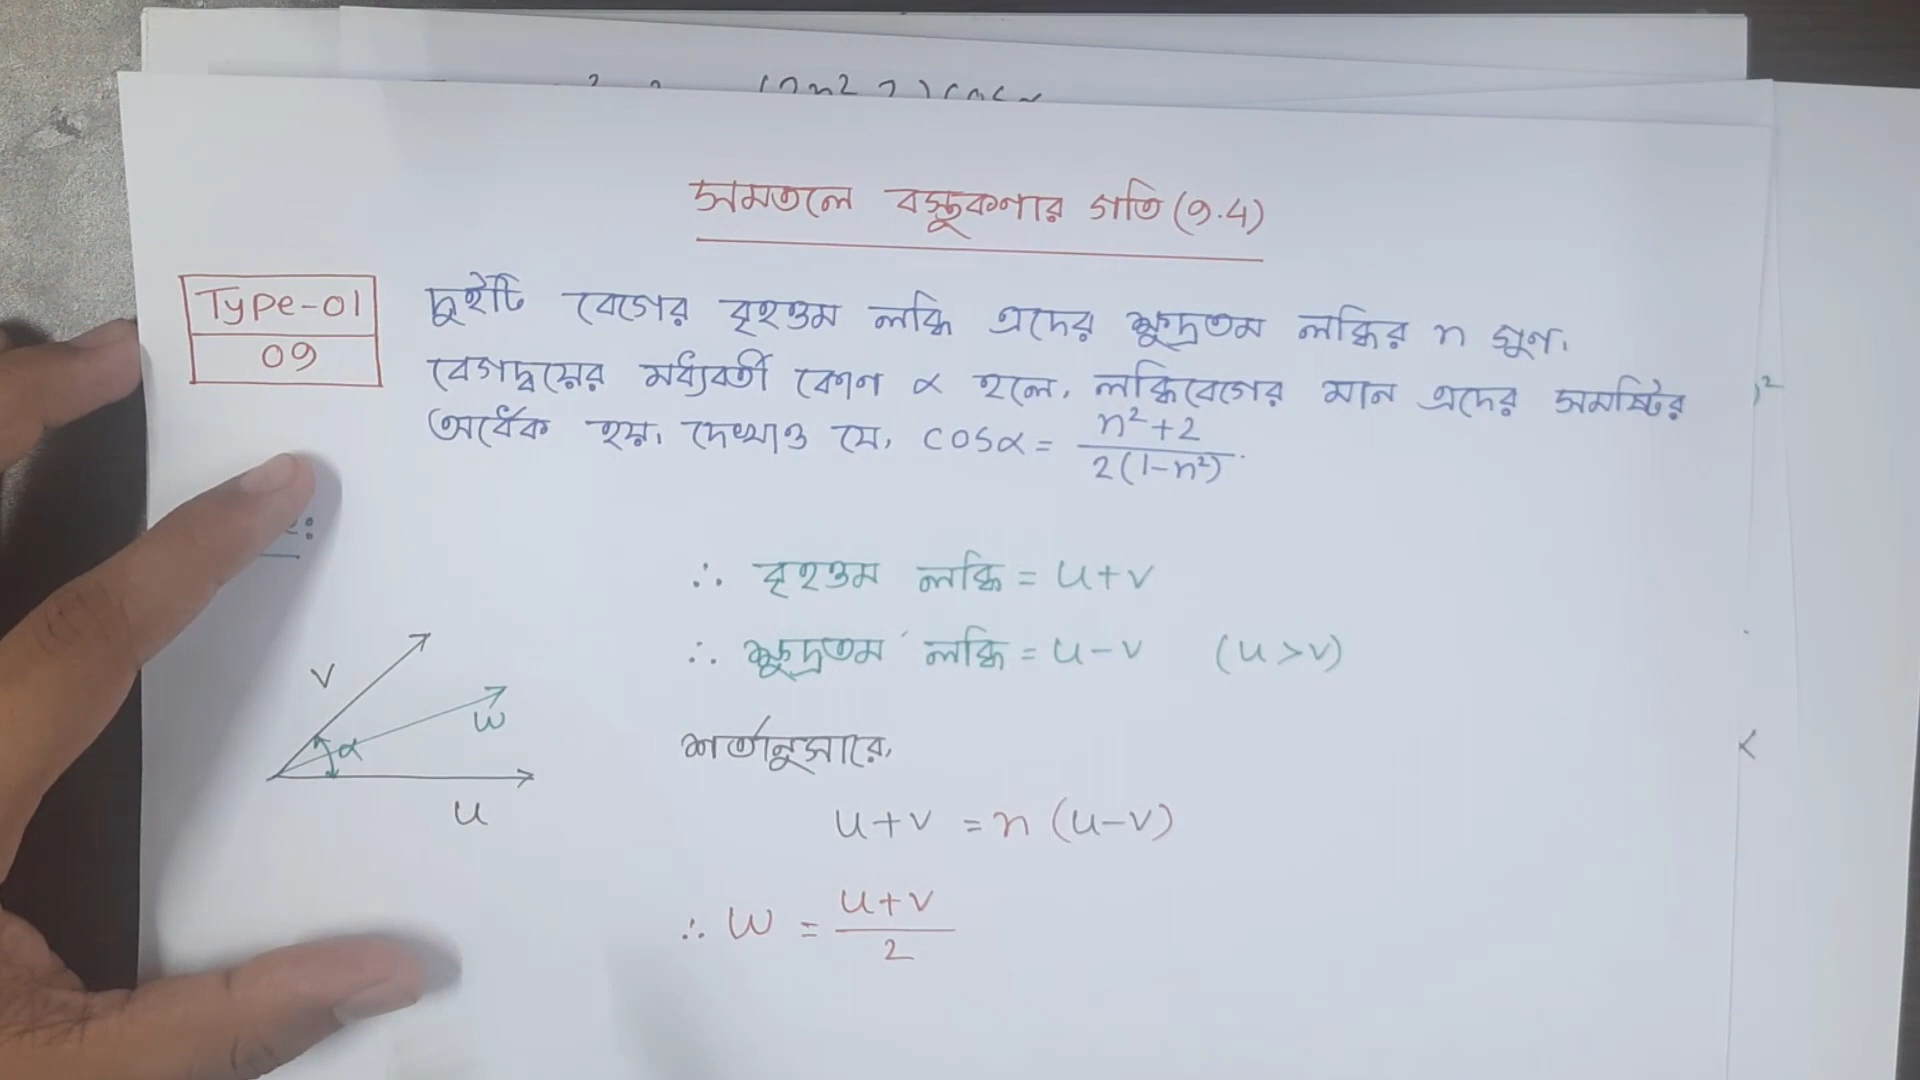 সমতলে বস্তুকণার গতি (9.4)
Type-01
09
দুইটি বেগের বৃহত্তম লব্ধি এদের ক্ষুদ্রতম লব্ধির n গুণ।
বেগদ্বয়ের মধ্যবর্তী কোণ α হলে, লব্ধিবেগের মান এদের সমষ্টির
অর্ধেক হয়। দেখাও যে, cosα = \frac{n²+2}{2(1-n²)}.
∴ বৃহত্তম লব্ধি = u+v
∴ ক্ষুদ্রতম লব্ধি = u-v (u>v)
v
w
α
u
শর্তানুসারে,
u+v = n (u-v)
∴ w = \frac{u+v}{2}